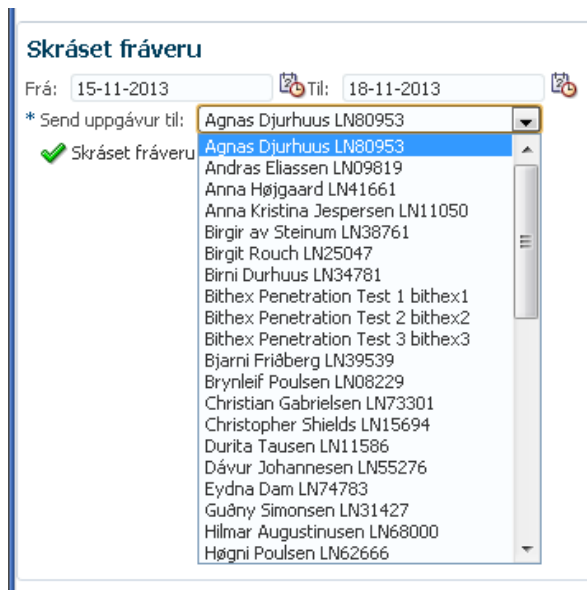 Skráset fráveru
Frá: 15-11-2013 Til: 18-11-2013
* Send uppgávur til: Agnas Djurhuus LN80953
Skráset fráveru
Agnas Djurhuus LN80953
Andras Eliassen LN09819
Anna Højgaard LN41661
Anna Kristina Jespersen LN11050
Birgir av Steinum LN38761
Birgit Rouch LN25047
Birni Durhuus LN34781
Bithex Penetration Test 1 bithex1
Bithex Penetration Test 2 bithex2
Bithex Penetration Test 3 bithex3
Bjarni Friðberg LN39539
Brynleif Poulsen LN08229
Christian Gabrielsen LN73301
Christopher Shields LN15694
Durita Tausen LN11586
Dávur Johannesen LN55276
Eydna Dam LN74783
Guðny Simonsen LN31427
Hilmar Augustinusen LN68000
Høgni Poulsen LN62666